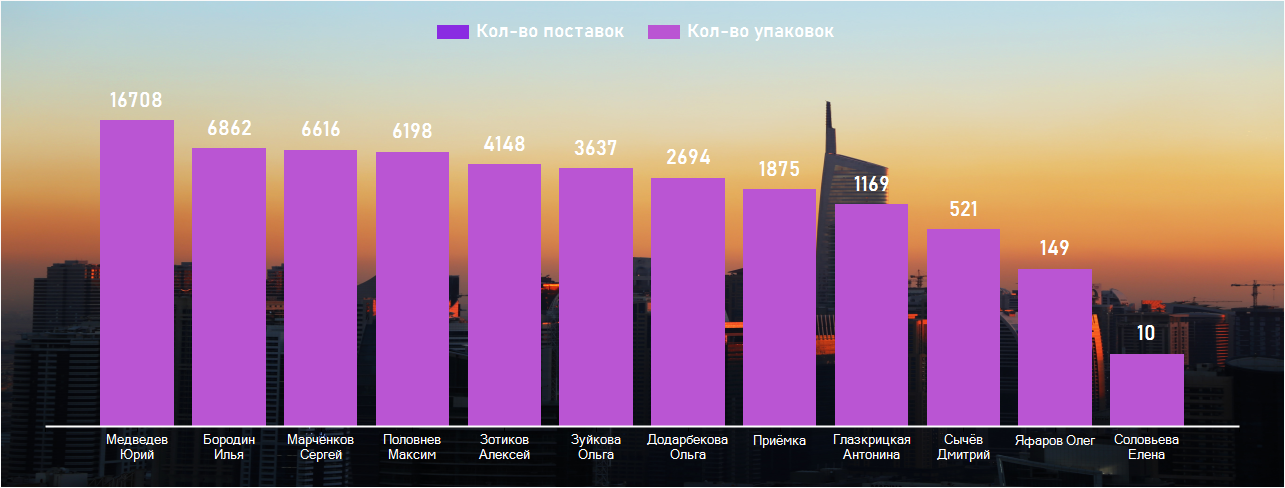 Кол-во поставок Кол-во упаковок
16708
6862
6616
6198
4148
3637
2694
1875
1169
521
149
10
Медведев
Юрий
Бородин
Илья
Марчёнков
Сергей
Половнев
Максим
Зотиков
Алексей
Зуйкова
Ольга
Додарбекова
Ольга
Приёмка
Глазкрицкая
Антонина
Сычёв
Дмитрий
Яфаров Олег
Соловьева
Елена